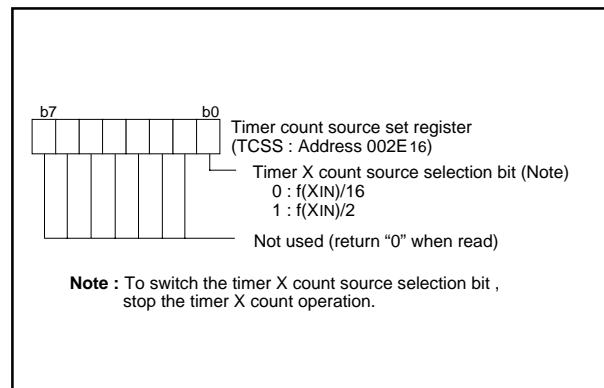 b7 b0
Timer count source set register
(TCSS : Address 002E16)
Timer X count source selection bit (Note)
0 : f(XIN)/16
1 : f(XIN)/2
Not used (return “0” when read)
Note : To switch the timer X count source selection bit ,
stop the timer X count operation.